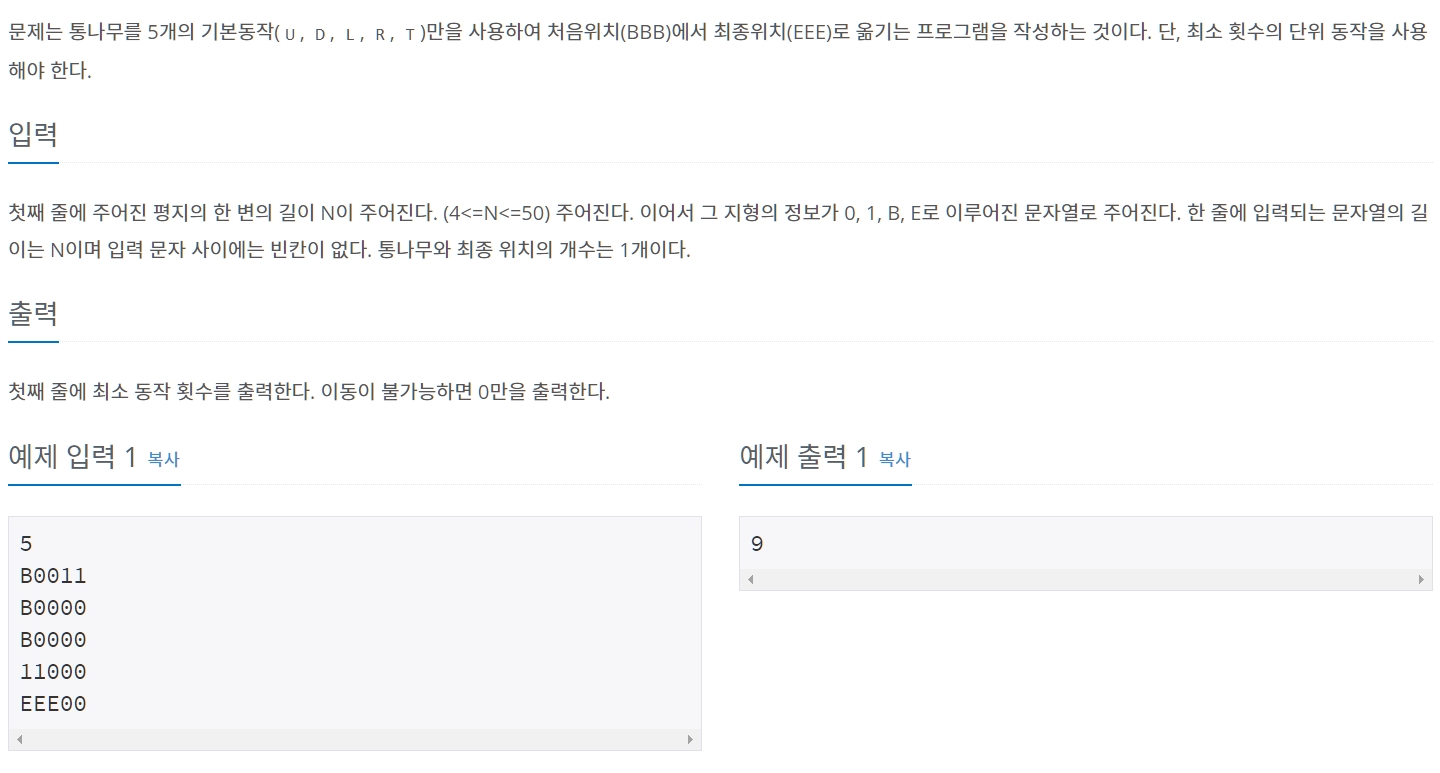 문제는 통나무를 5개의 기본동작( U , D , L , R , T )만을 사용하여 처음위치(BBB)에서 최종위치(EEE)로 옮기는 프로그램을 작성하는 것이다. 단, 최소 횟수의 단위 동작을 사용
해야 한다.
입력
첫째 줄에 주어진 평지의 한 변의 길이 N이 주어진다. (4<=N<=50) 주어진다. 이어서 그 지형의 정보가 0, 1, B, E로 이루어진 문자열로 주어진다. 한 줄에 입력되는 문자열의 길
이는 N이며 입력 문자 사이에는 빈칸이 없다. 통나무와 최종 위치의 개수는 1개이다.
출력
첫째 줄에 최소 동작 횟수를 출력한다. 이동이 불가능하면 0만을 출력한다.
예제 입력 1 복사
5
B0011
B0000
B0000
11000
EEE00
예제 출력 1 복사
9